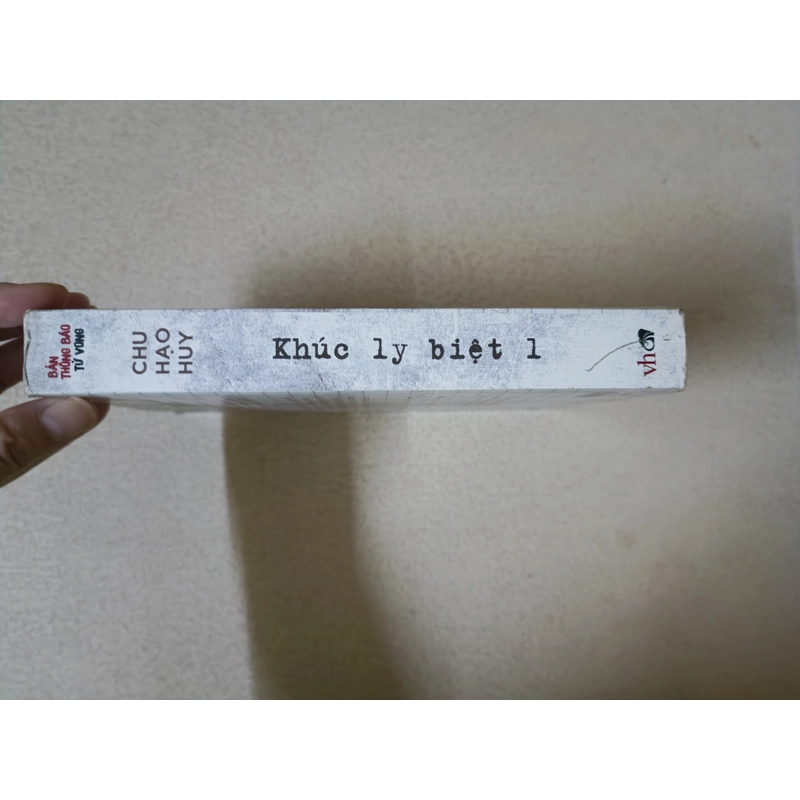 BẢN
THÔNG BÁO
TỬ VONG
CHU
HẠO
HUY
Khúc ly biệt 1
vh